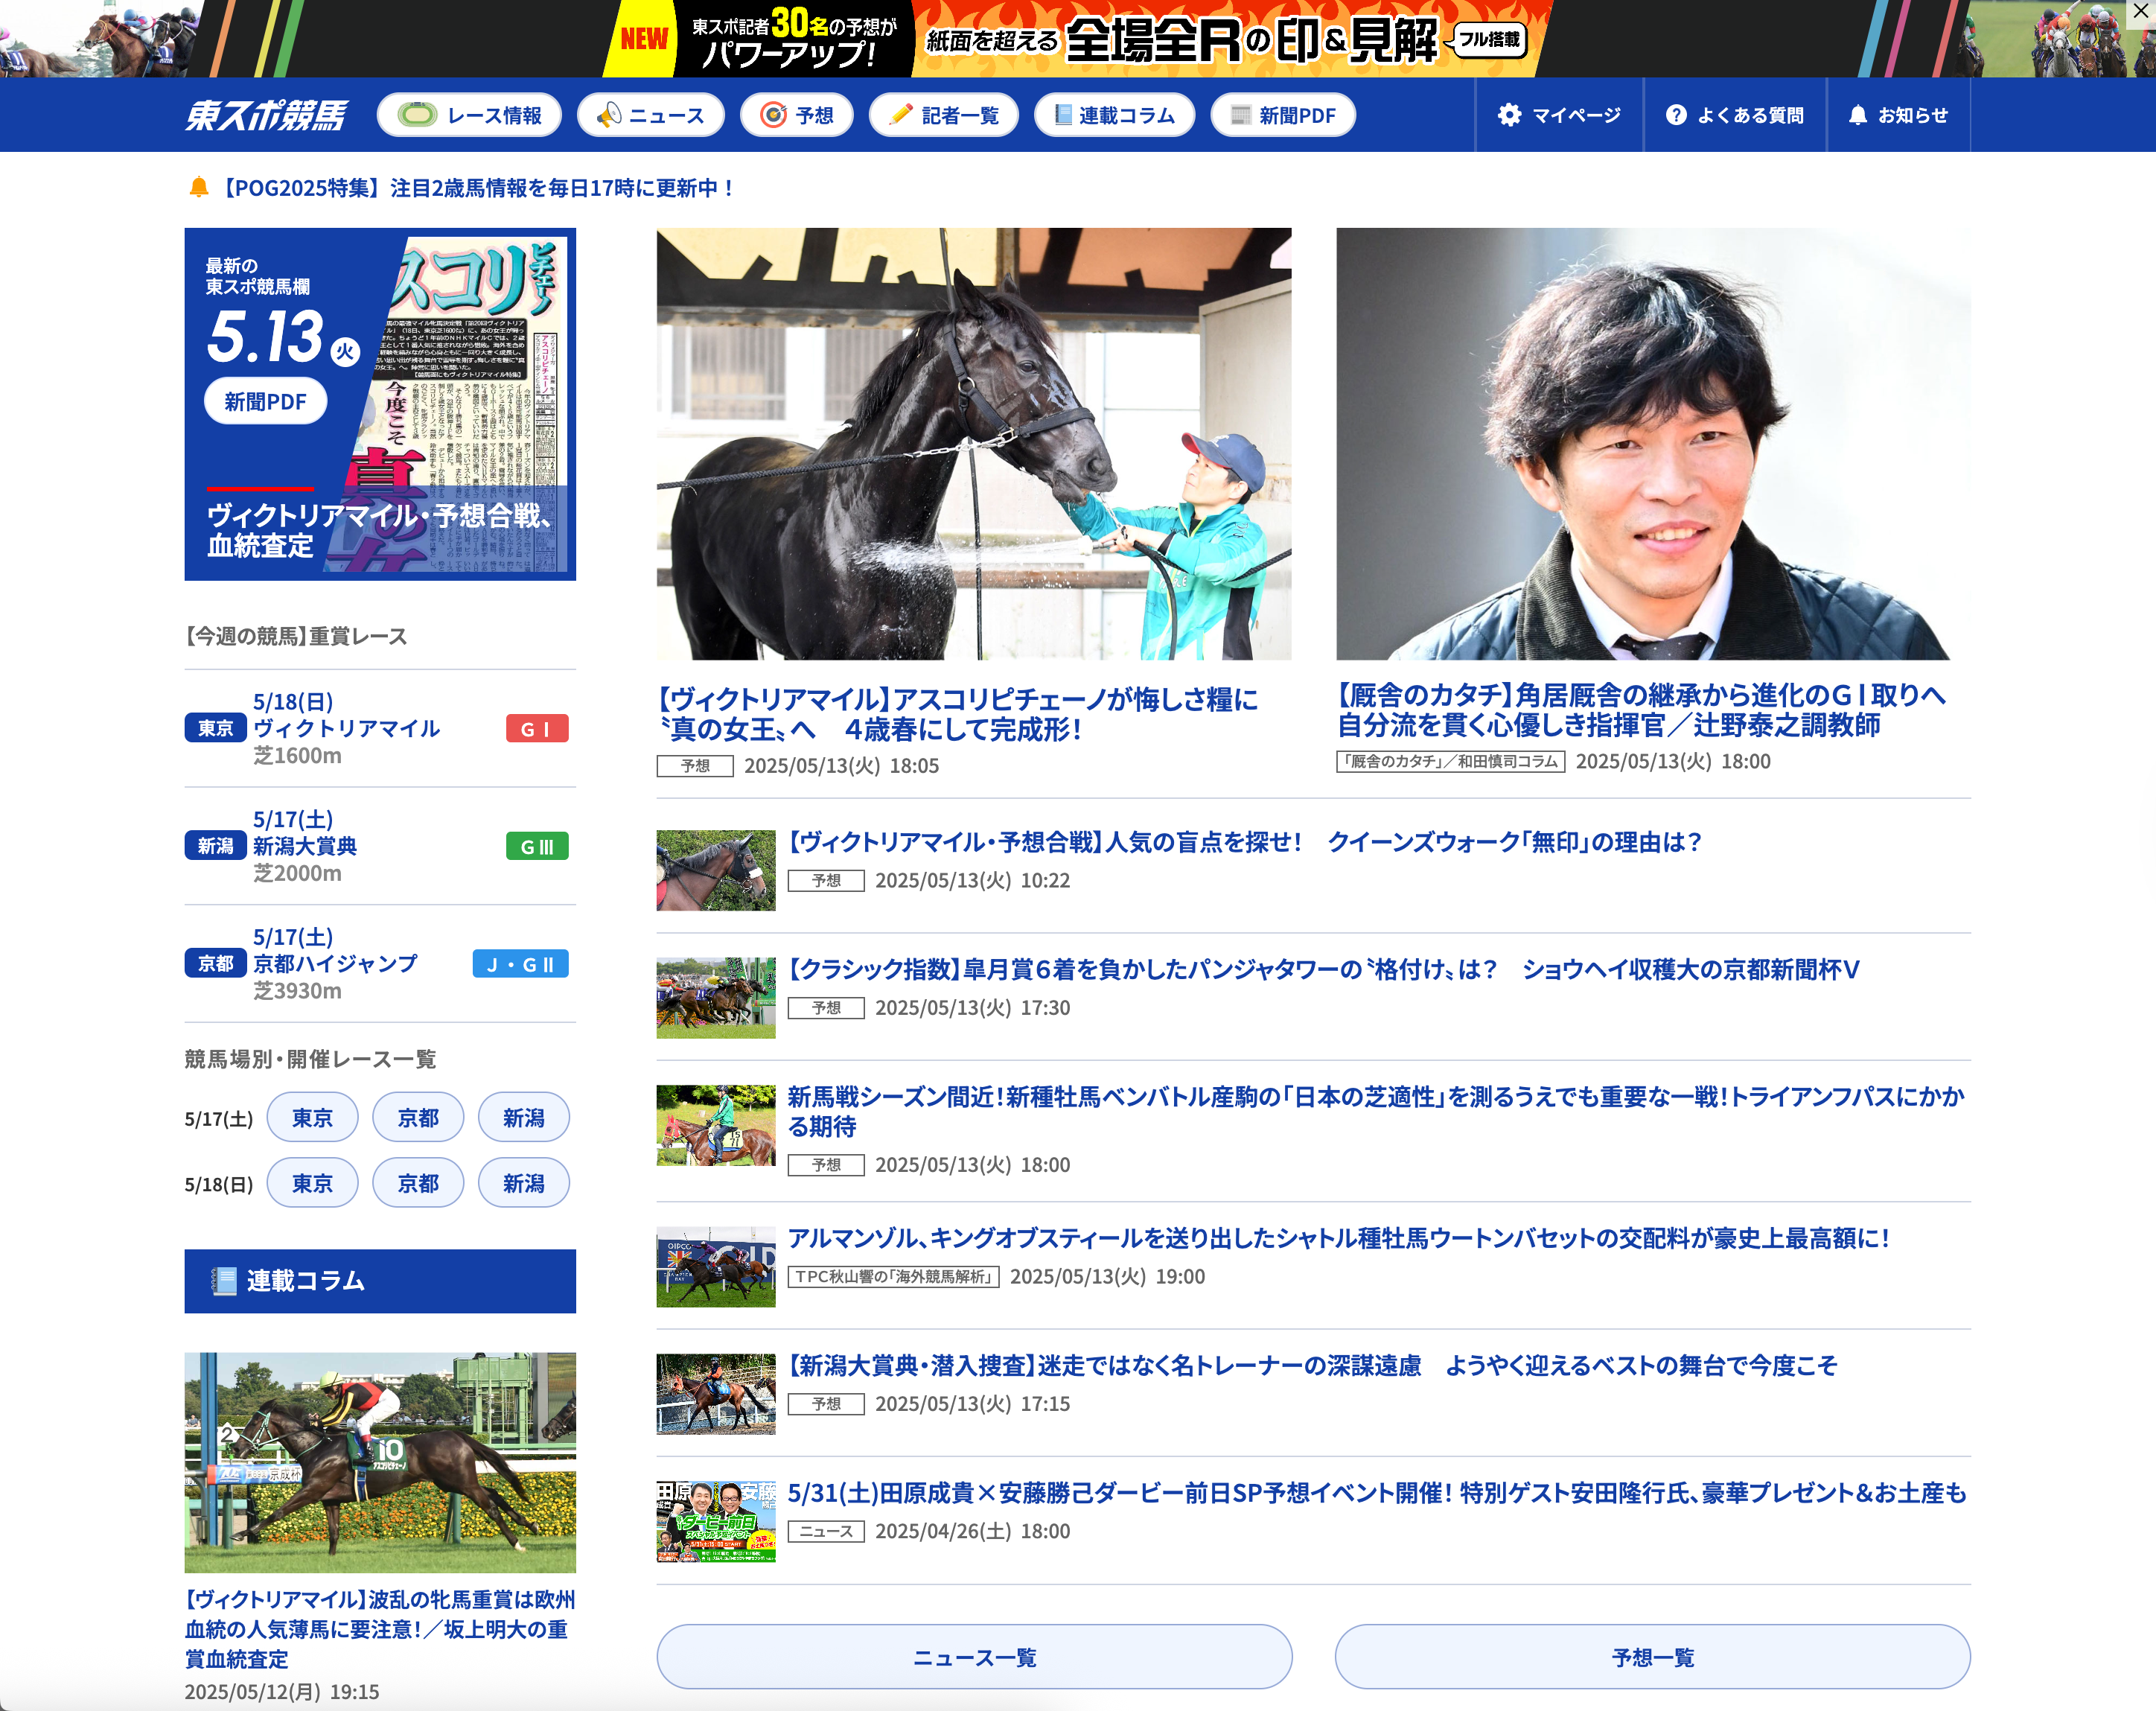 NEW
東スポ記者30名の予想が
パワーアップ!
紙面を超える 全場全Rの印&見解 フル搭載
東スポ競馬
レース情報
ニュース
予想
記者一覧
連載コラム
新聞PDF
マイページ
よくある質問
お知らせ
【POG2025特集】注目2歳馬情報を毎日17時に更新中！
最新の
東スポ競馬欄
5.13 火
新聞PDF
今度こそ
ヴィクトリアマイル・予想合戦、
血統査定
【今週の競馬】重賞レース
5/18(日)
東京 ヴィクトリアマイル GⅠ
芝1600m
5/17(土)
新潟 新潟大賞典 GⅢ
芝2000m
5/17(土)
京都 京都ハイジャンプ J・GⅡ
芝3930m
競馬場別・開催レース一覧
5/17(土) 東京 京都 新潟
5/18(日) 東京 京都 新潟
連載コラム
2
10
アスコリピチェーノ
京成杯
【ヴィクトリアマイル】波乱の牝馬重賞は欧州
血統の人気薄馬に要注意！／坂上明大の重
賞血統査定
2025/05/12(月) 19:15
【ヴィクトリアマイル】アスコリピチェーノが悔しさ糧に
〝真の女王〟へ　４歳春にして完成形！
予想 2025/05/13(火) 18:05
【厩舎のカタチ】角居厩舎の継承から進化のGⅠ取りへ
自分流を貫く心優しき指揮官／辻野泰之調教師
「厩舎のカタチ」／和田慎司コラム 2025/05/13(火) 18:00
【ヴィクトリアマイル・予想合戦】人気の盲点を探せ！　クイーンズウォーク「無印」の理由は？
予想 2025/05/13(火) 10:22
【クラシック指数】皐月賞６着を負かしたパンジャタワーの〝格付け〟は？　ショウヘイ収穫大の京都新聞杯Ｖ
予想 2025/05/13(火) 17:30
新馬戦シーズン間近！新種牡馬ベンバトル産駒の「日本の芝適性」を測るうえでも重要な一戦！トライアンフパスにかか
る期待
予想 2025/05/13(火) 18:00
アルマンゾル、キングオブスティールを送り出したシャトル種牡馬ウートンバセットの交配料が豪史上最高額に！
TPC秋山響の「海外競馬解析」 2025/05/13(火) 19:00
【新潟大賞典・潜入捜査】迷走ではなく名トレーナーの深謀遠慮　ようやく迎えるベストの舞台で今度こそ
予想 2025/05/13(火) 17:15
ダービー前日
5/31(土)田原成貴×安藤勝己ダービー前日SP予想イベント開催！ 特別ゲスト安田隆行氏、豪華プレゼント＆お土産も
ニュース 2025/04/26(土) 18:00
ニュース一覧
予想一覧